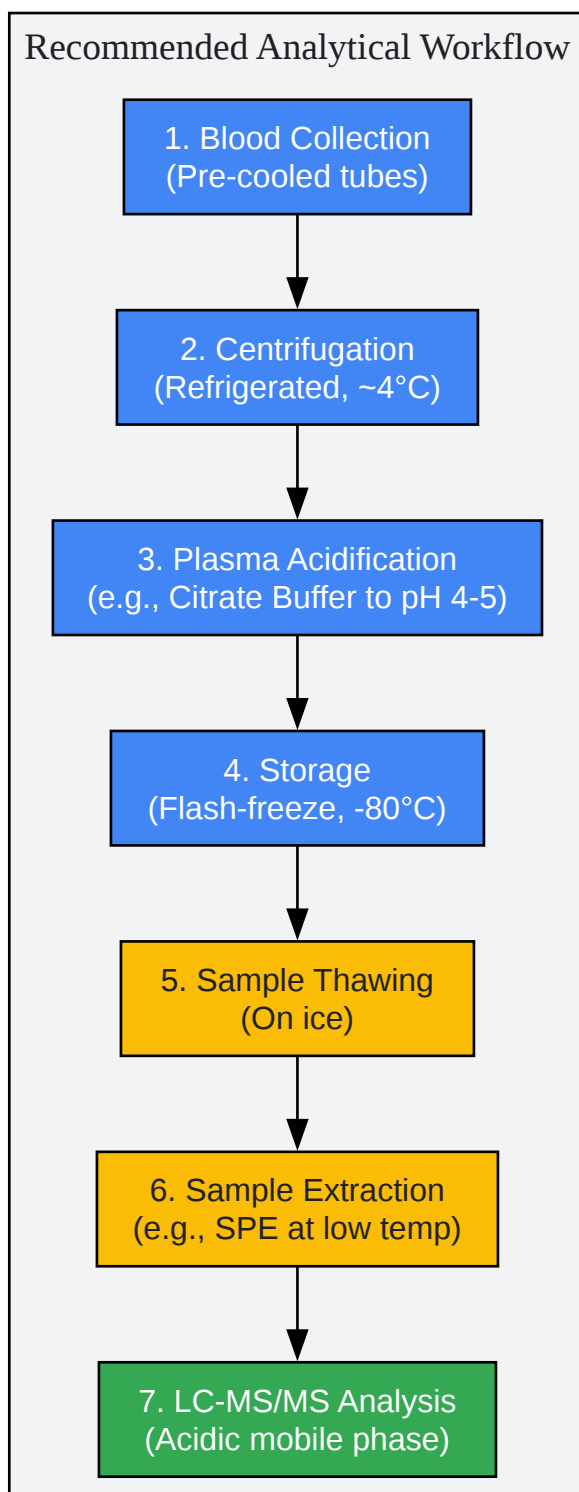 Recommended Analytical Workflow
1. Blood Collection
(Pre-cooled tubes)
2. Centrifugation
(Refrigerated, ~4°C)
3. Plasma Acidification
(e.g., Citrate Buffer to pH 4-5)
4. Storage
(Flash-freeze, -80°C)
5. Sample Thawing
(On ice)
6. Sample Extraction
(e.g., SPE at low temp)
7. LC-MS/MS Analysis
(Acidic mobile phase)